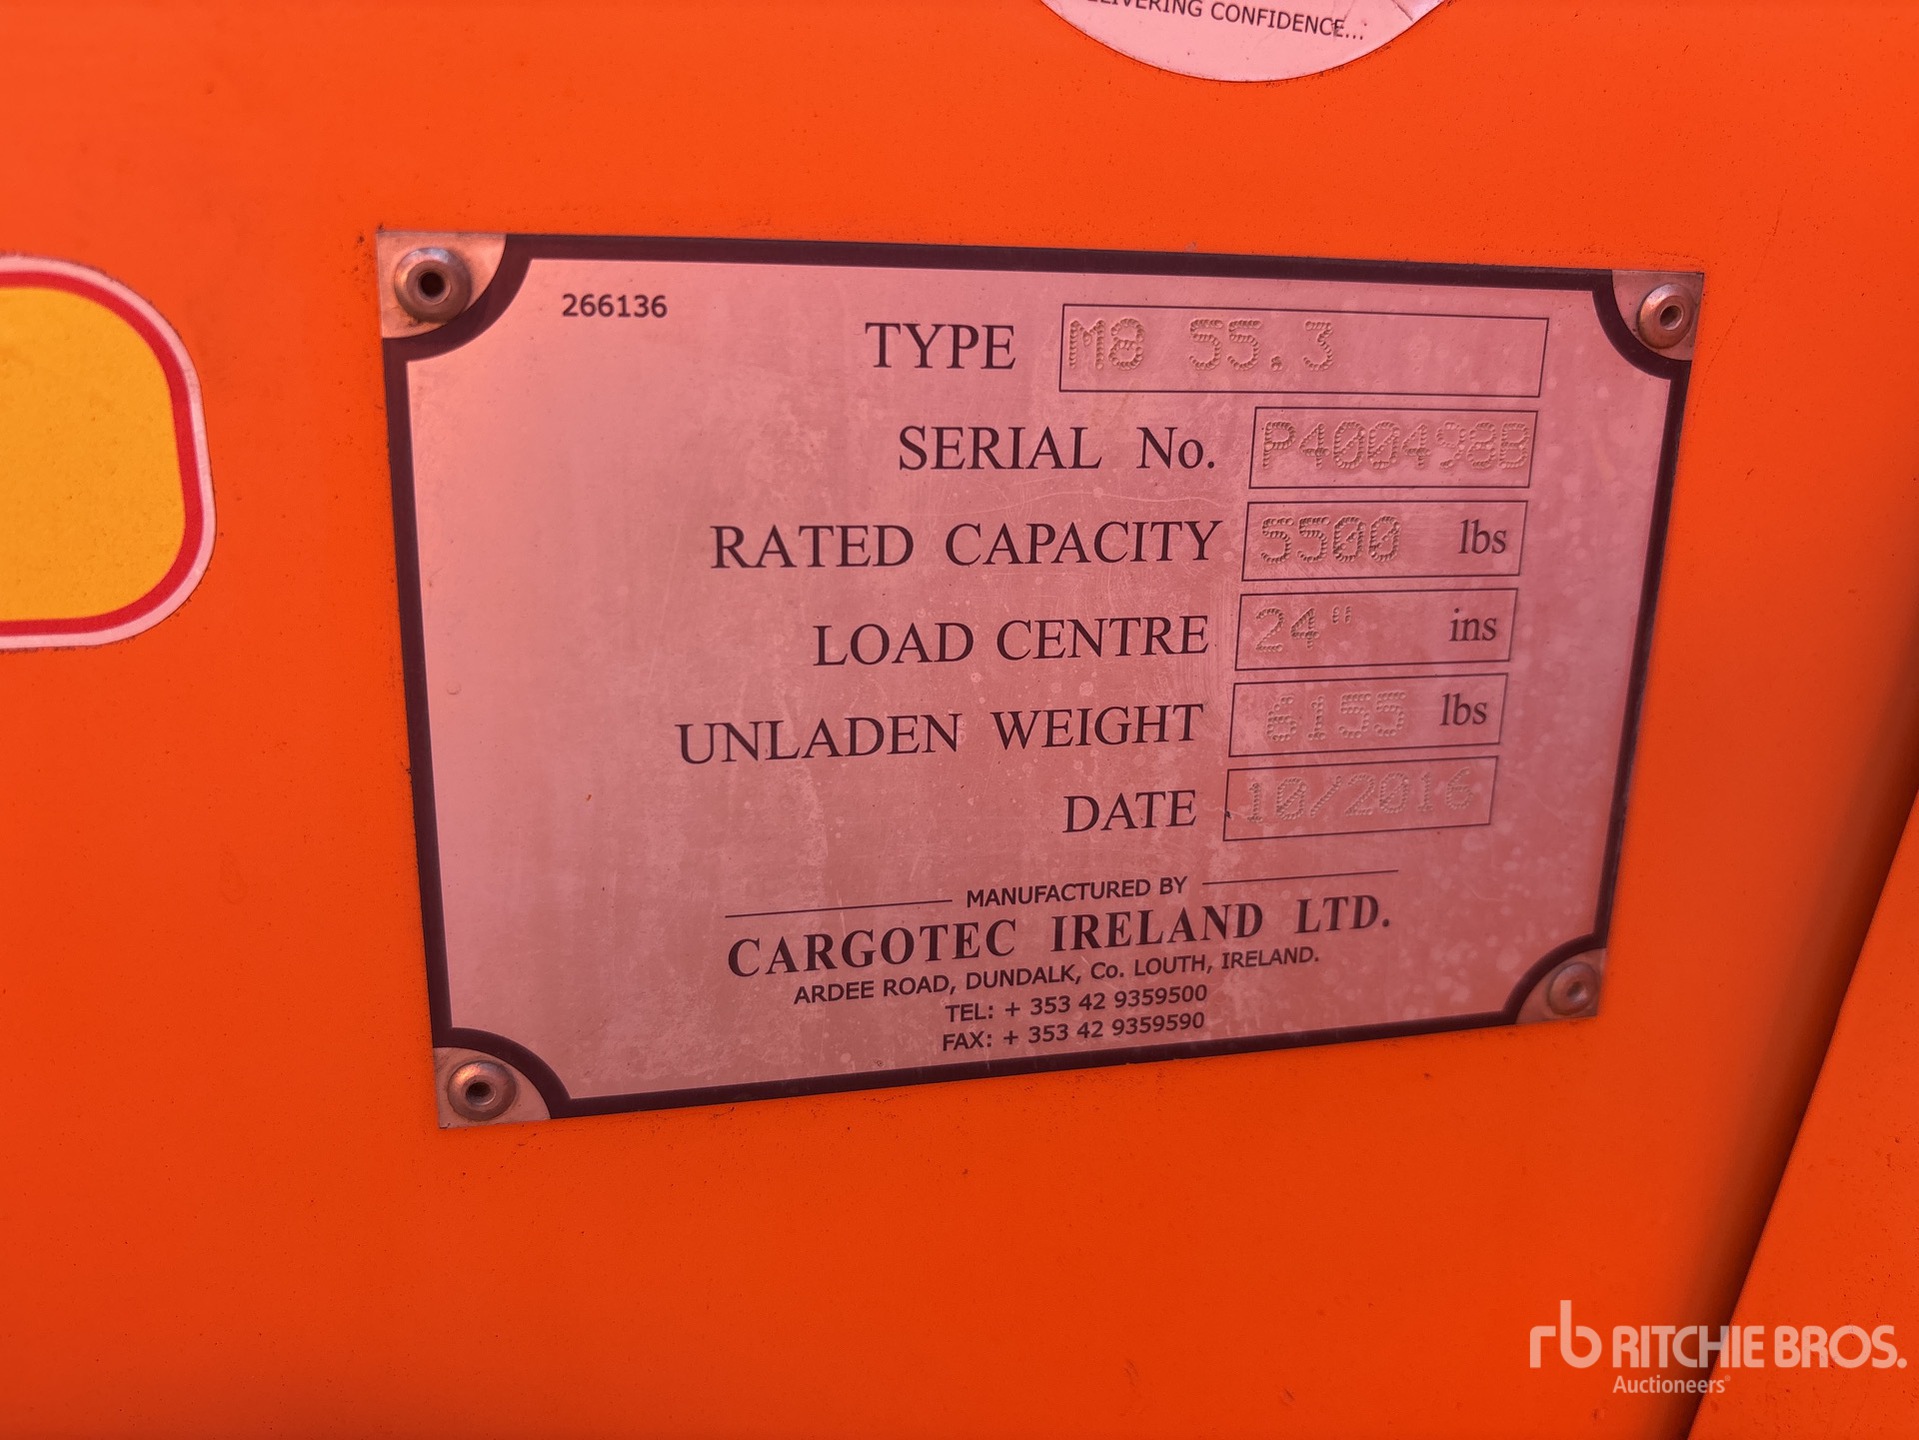 DELIVERING CONFIDENCE...
266136
TYPE M8 55.3
SERIAL No. P400498B
RATED CAPACITY 5500 lbs
LOAD CENTRE 24" ins
UNLADEN WEIGHT 6155 lbs
DATE 10/2016
MANUFACTURED BY
CARGOTEC IRELAND LTD.
ARDEE ROAD, DUNDALK, Co. LOUTH, IRELAND.
TEL: + 353 42 9359500
FAX: + 353 42 9359590
rb RITCHIE BROS.
Auctioneers®